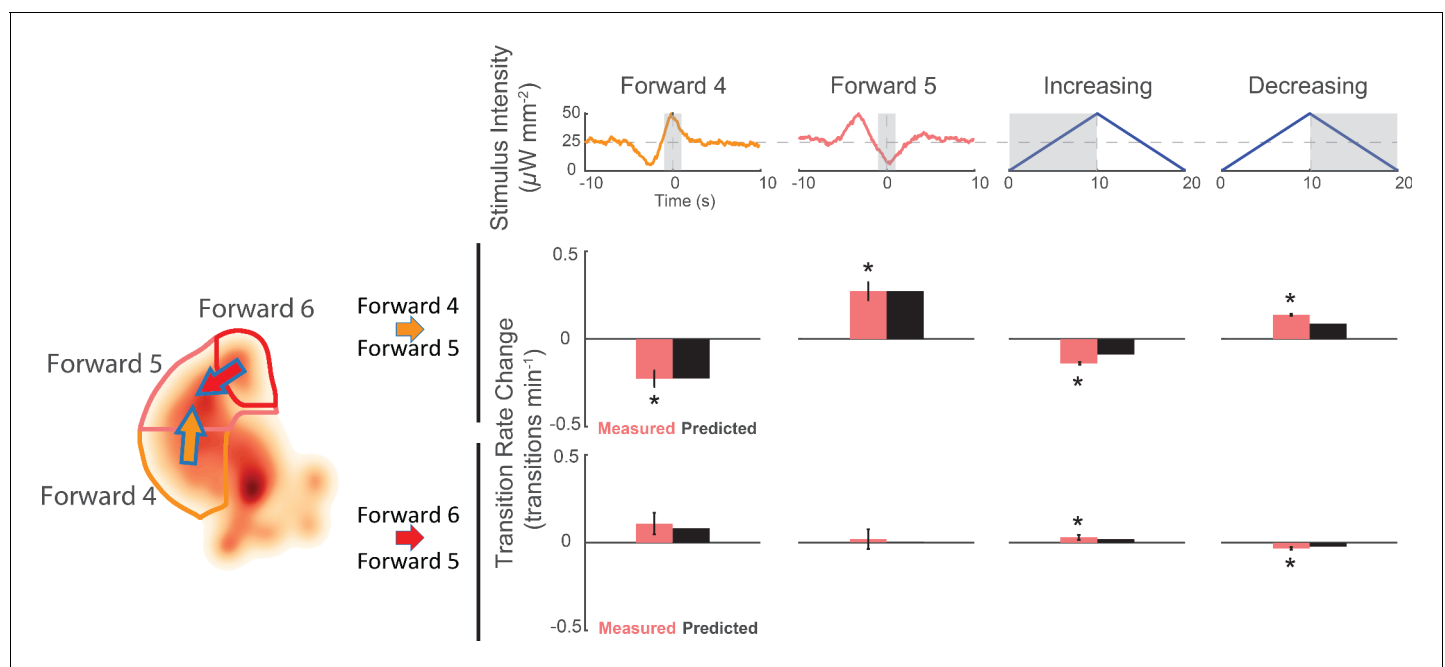 Stimulus Intensity
(µW mm-2)
Forward 4
Forward 5
Increasing
Decreasing
50
25
0
-10
0
10
Time (s)
-10
0
10
0
10
20
0
10
20
Forward 6
Forward 5
Forward 4
Forward 4
Forward 5
Forward 6
Forward 5
Transition Rate Change
(transitions min-1)
0.5
0
-0.5
*
*
*
*
Measured Predicted
0.5
0
-0.5
*
*
Measured Predicted